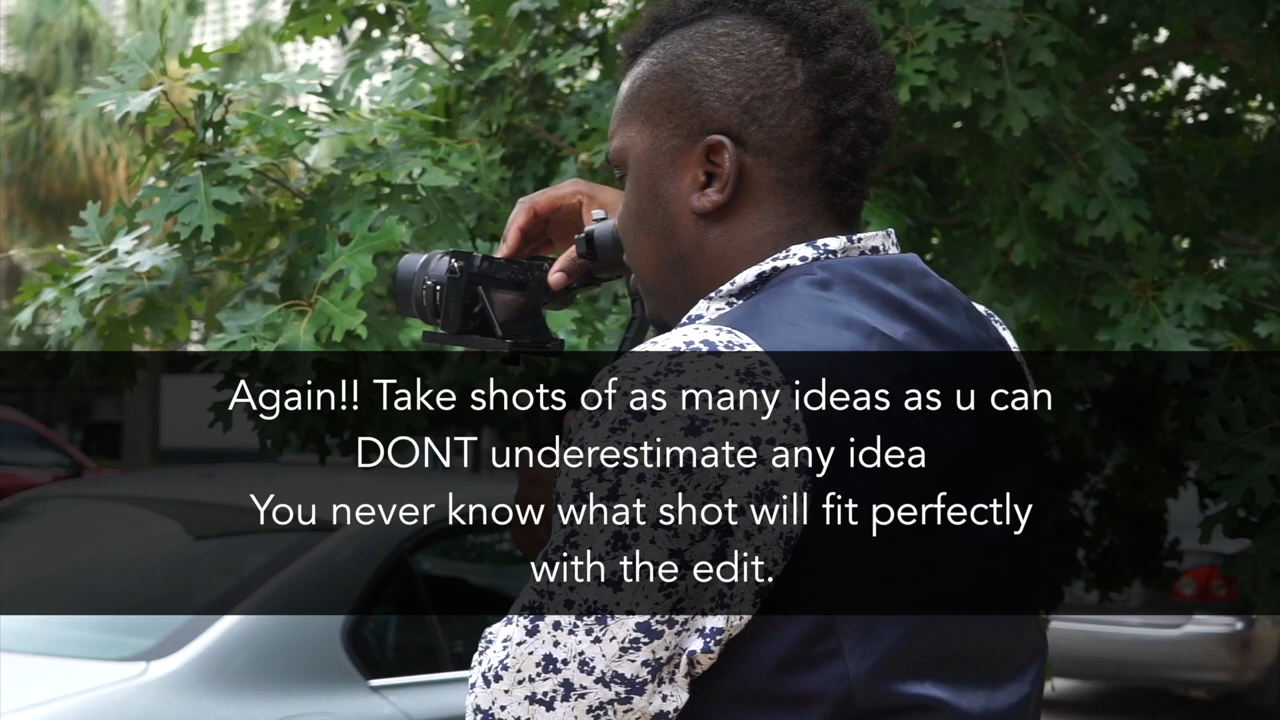 Again!! Take shots of as many ideas as u can
DONT underestimate any idea
You never know what shot will fit perfectly
with the edit.